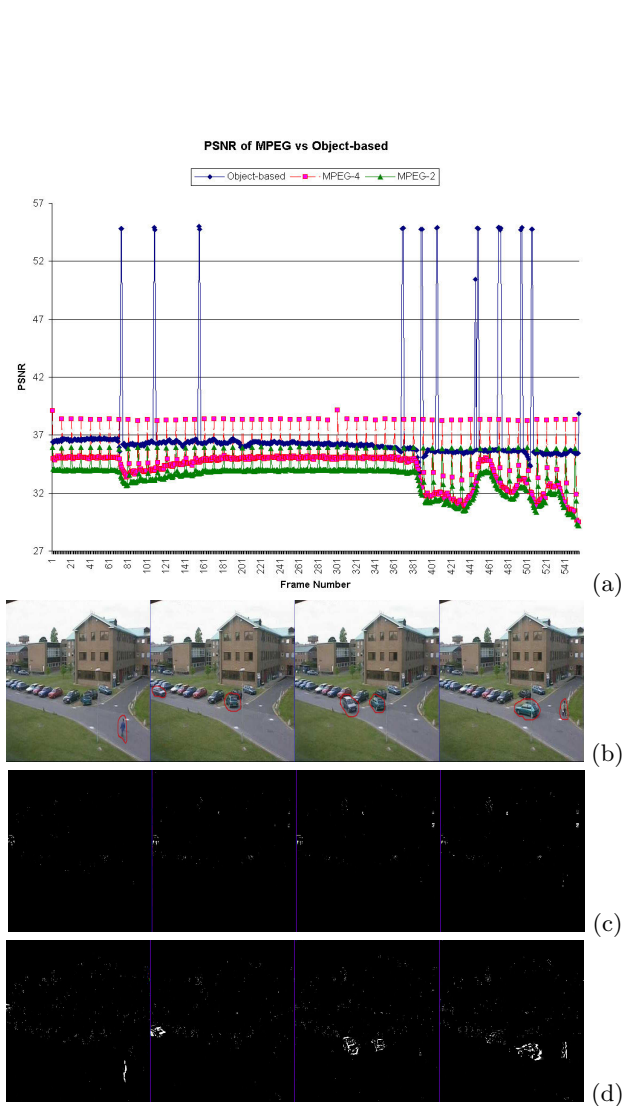 PSNR of MPEG vs Object-based
Object-based MPEG-4 MPEG-2
57
52
47
42
37
32
27
PSNR
1 21 41 61 81 101 121 141 161 181 201 221 241 261 281 301 321 341 361 381 401 421 441 461 481 501 521 541
Frame Number
(a)
(b)
(c)
(d)